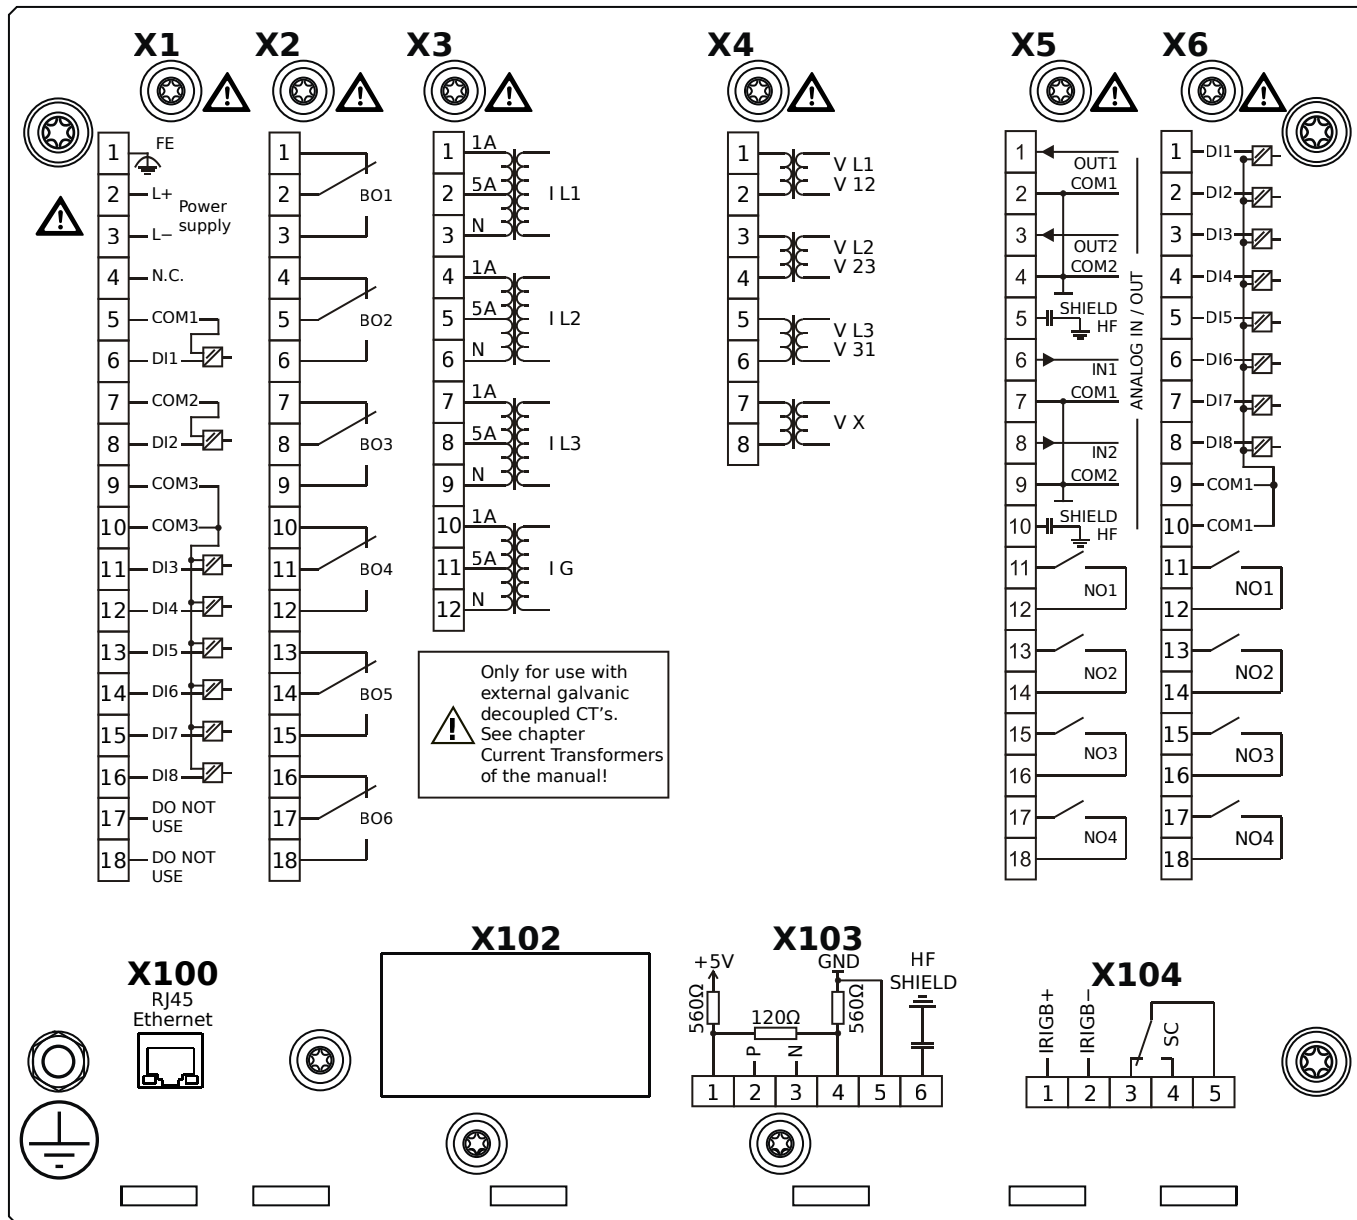 X1
1
FE
2
L+
Power
supply
3
L−
4
N.C.
5
COM1
6
DI1
7
COM2
8
DI2
9
COM3
10
COM3
11
DI3
12
DI4
13
DI5
14
DI6
15
DI7
16
DI8
17
DO NOT
USE
18
DO NOT
USE
X2
1
2
BO1
3
4
5
BO2
6
7
8
BO3
9
10
11
BO4
12
13
14
BO5
15
16
17
BO6
18
X3
1
1A
2
5A
I L1
3
N
4
1A
5
5A
I L2
6
N
7
1A
8
5A
I L3
9
N
10
1A
11
5A
I G
12
N
Only for use with
external galvanic
decoupled CT's.
See chapter
Current Transformers
of the manual!
X4
1
V L1
2
V 12
3
V L2
4
V 23
5
V L3
6
V 31
7
V X
8
X5
1
OUT1
2
COM1
3
OUT2
4
COM2
5
SHIELD
HF
6
IN1
7
COM1
8
IN2
9
COM2
10
SHIELD
HF
ANALOG IN / OUT
11
NO1
12
13
NO2
14
15
NO3
16
17
NO4
18
X6
1
DI1
2
DI2
3
DI3
4
DI4
5
DI5
6
DI6
7
DI7
8
DI8
9
COM1
10
COM1
11
NO1
12
13
NO2
14
15
NO3
16
17
NO4
18
X100
RJ45
Ethernet
X102
X103
+5V
GND
HF
SHIELD
560Ω
120Ω
560Ω
P
N
1 2 3 4 5 6
X104
IRIGB+
IRIGB−
SC
1 2 3 4 5